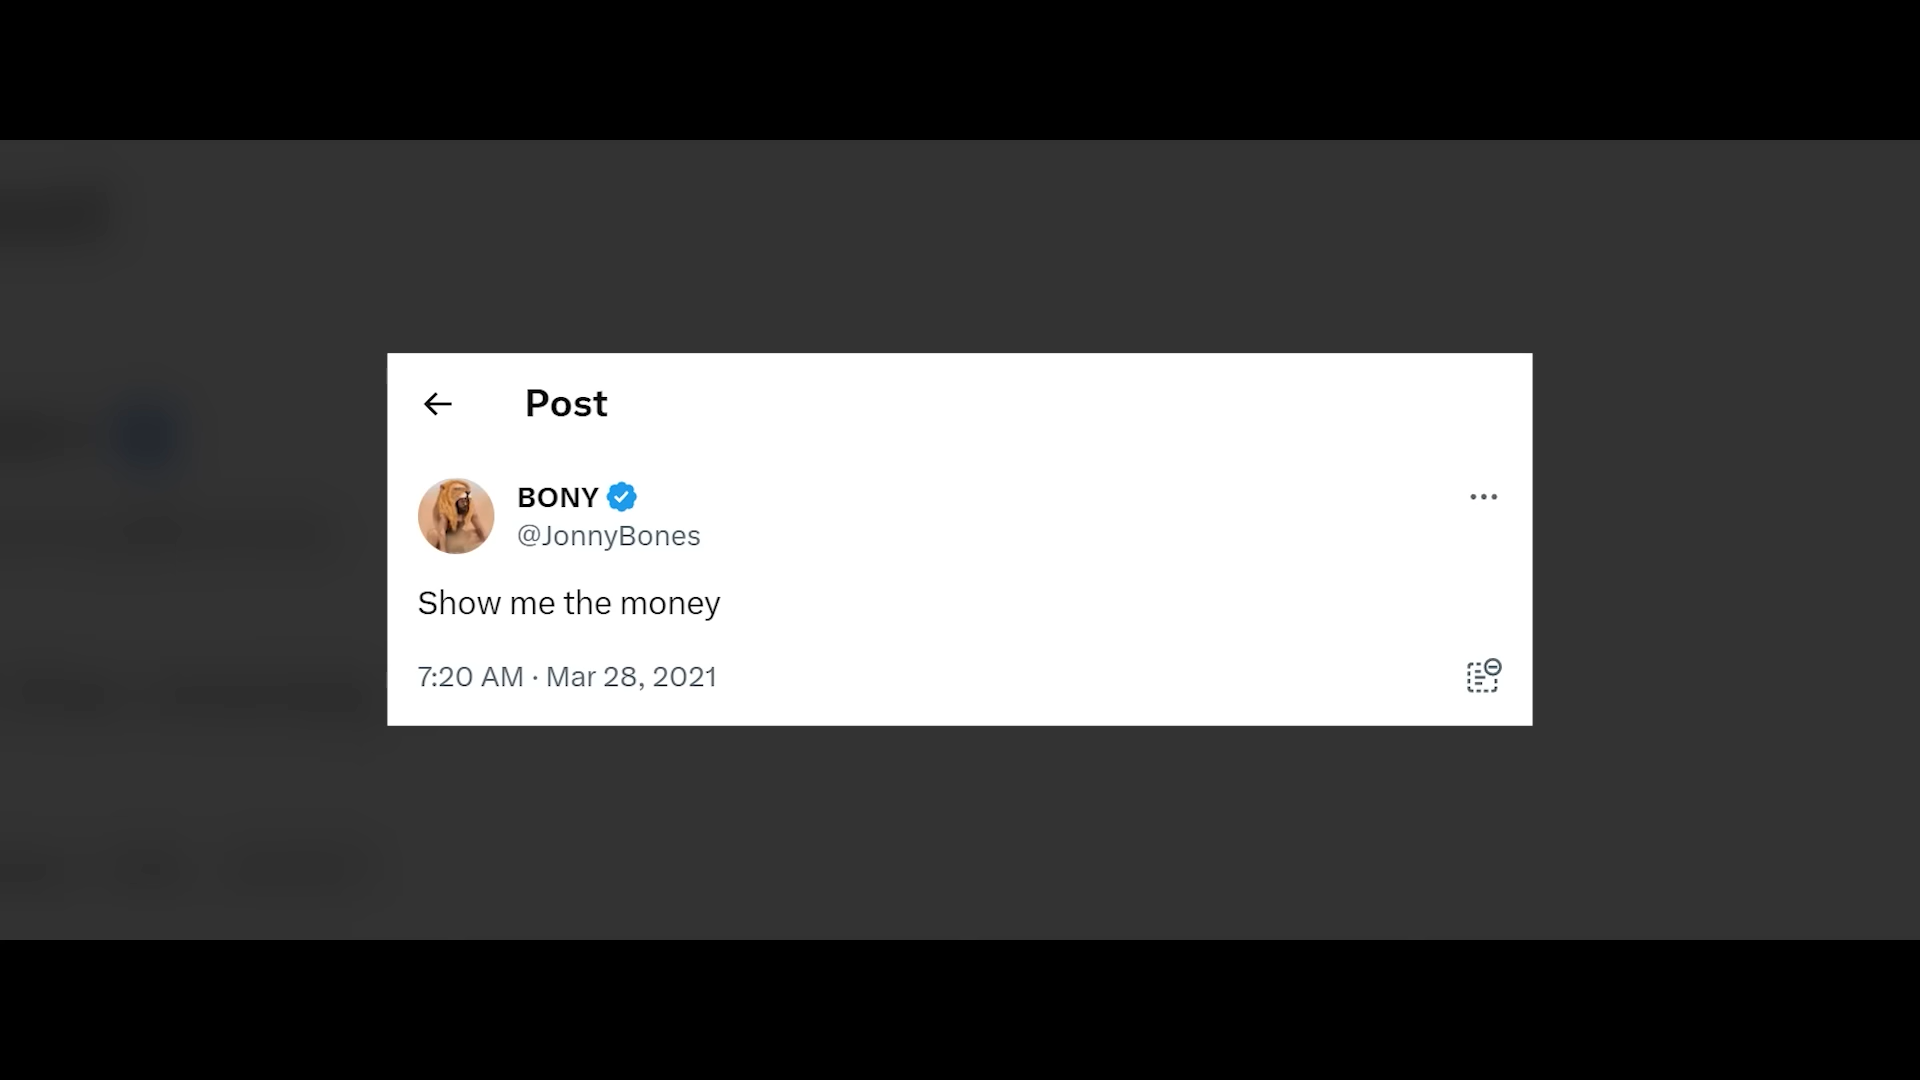 Post
BONY
@JonnyBones
Show me the money
7:20 AM · Mar 28, 2021